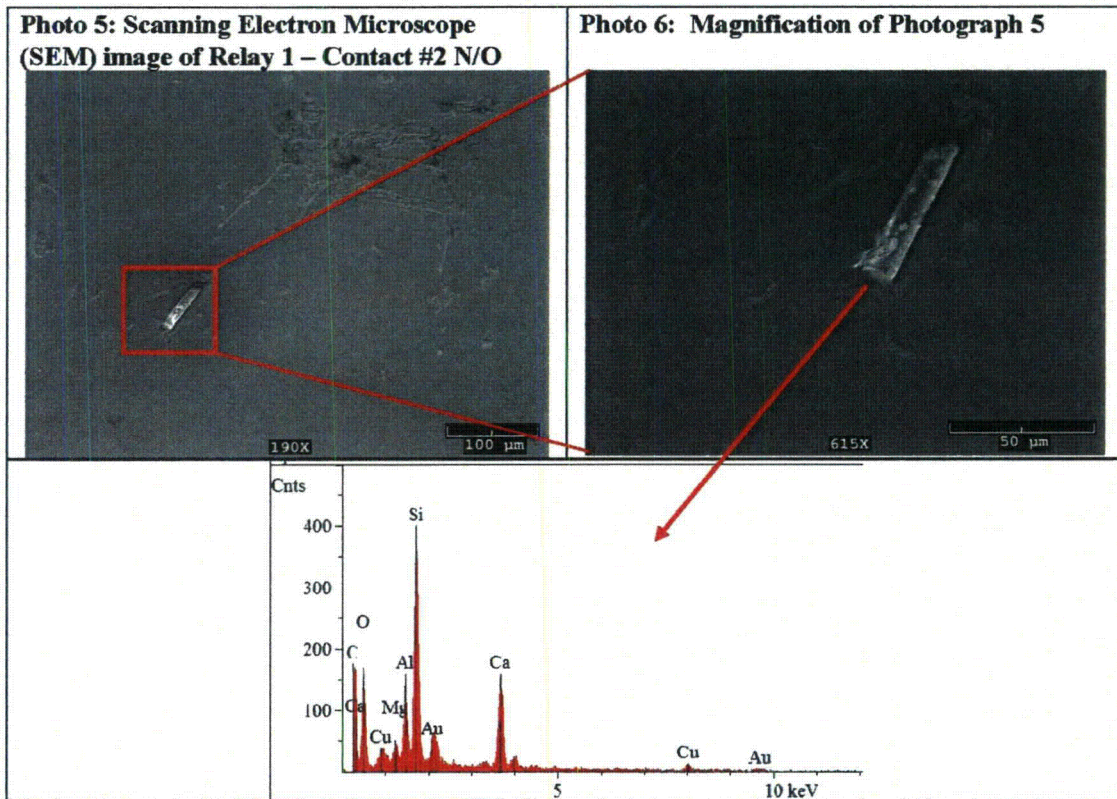 Photo 5: Scanning Electron Microscope
(SEM) image of Relay 1 – Contact #2 N/O
Photo 6: Magnification of Photograph 5
190X
100 µm
615X
50 µm
Cnts
Si
400
300
O
200
C
Al
Ca
Ca
Mg
100
Cu
Au
Cu
Au
5
10 keV